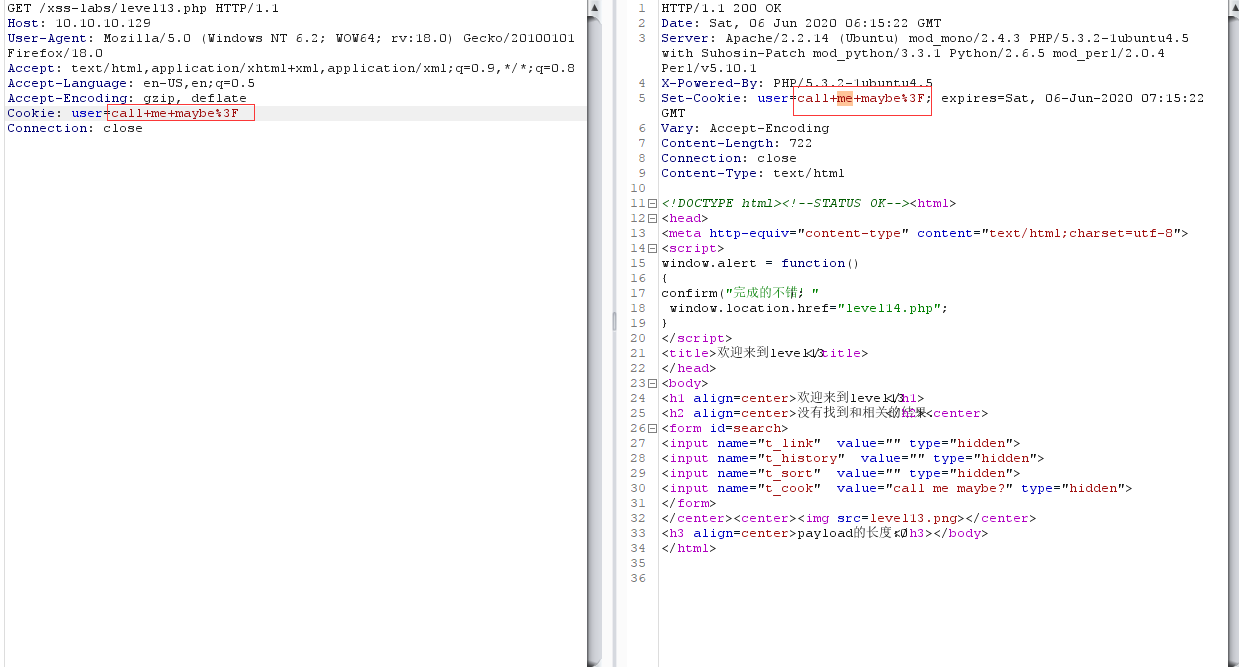 GET /xss-labs/level13.php HTTP/1.1
Host: 10.10.10.129
User-Agent: Mozilla/5.0 (Windows NT 6.2; WOW64; rv:18.0) Gecko/20100101
Firefox/18.0
Accept: text/html,application/xhtml+xml,application/xml;q=0.9,*/*;q=0.8
Accept-Language: en-US,en;q=0.5
Accept-Encoding: gzip, deflate
Cookie: user=call+me+maybe%3F
Connection: close
1 HTTP/1.1 200 OK
2 Date: Sat, 06 Jun 2020 06:15:22 GMT
3 Server: Apache/2.2.14 (Ubuntu) mod_mono/2.4.3 PHP/5.3.2-1ubuntu4.5
with Suhosin-Patch mod_python/3.3.1 Python/2.6.5 mod_perl/2.0.4
Perl/v5.10.1
4 X-Powered-By: PHP/5.3.2-1ubuntu4.5
5 Set-Cookie: user=call+me+maybe%3F; expires=Sat, 06-Jun-2020 07:15:22
GMT
6 Vary: Accept-Encoding
7 Content-Length: 722
8 Connection: close
9 Content-Type: text/html
10
11 <!DOCTYPE html><!--STATUS OK--><html>
12 <head>
13 <meta http-equiv="content-type" content="text/html;charset=utf-8">
14 <script>
15 window.alert = function()
16 {
17 confirm("完成的不错；"
18 window.location.href="level14.php";
19 }
20 </script>
21 <title>欢迎来到level13</title>
22 </head>
23 <body>
24 <h1 align=center>欢迎来到level13</h1>
25 <h2 align=center>没有找到和相关的结果.</h2><center>
26 <form id=search>
27 <input name="t_link"  value="" type="hidden">
28 <input name="t_history"  value="" type="hidden">
29 <input name="t_sort"  value="" type="hidden">
30 <input name="t_cook"  value="call me maybe?" type="hidden">
31 </form>
32 </center><center><img src=level13.png></center>
33 <h3 align=center>payload的长度:0</h3></body>
34 </html>
35
36